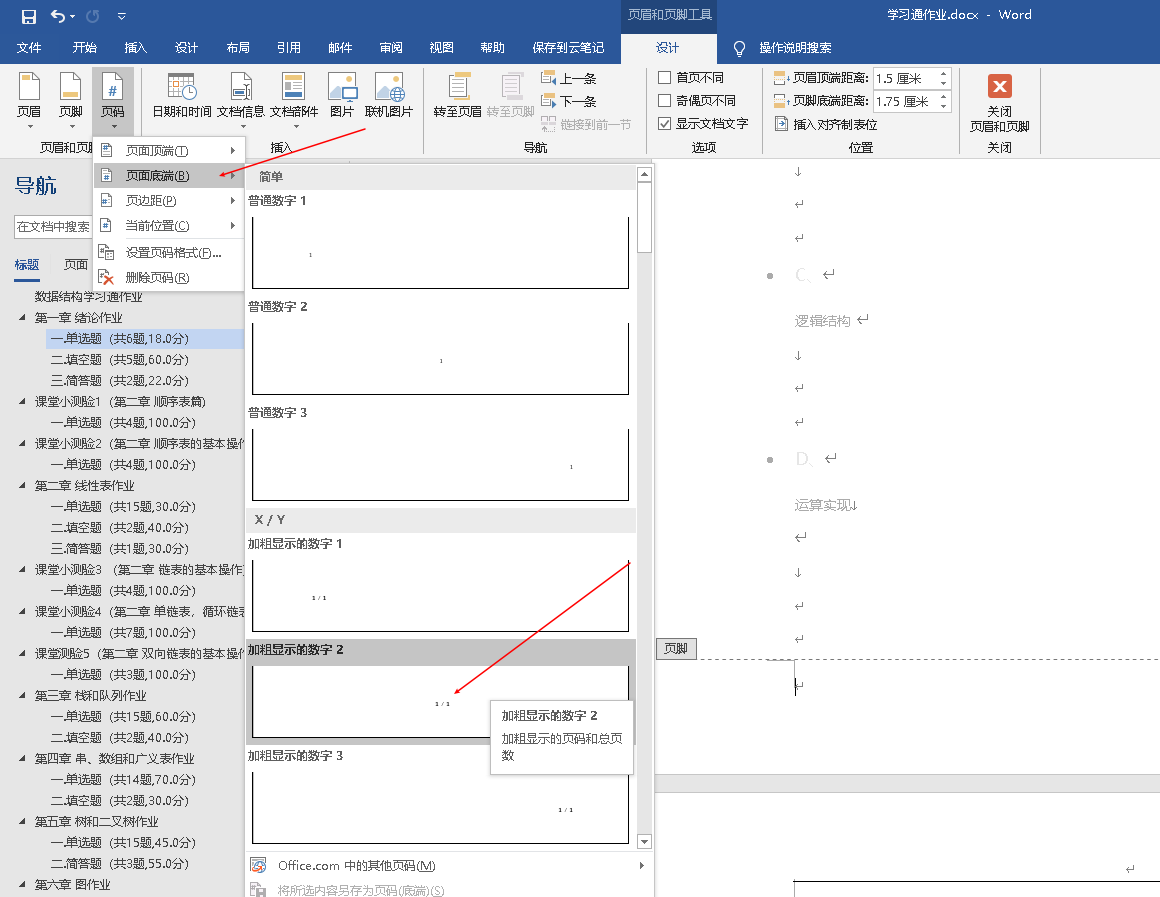 页眉和页脚工具
学习通作业.docx - Word
文件 开始 插入 设计 布局 引用 邮件 审阅 视图 帮助 保存到云笔记 设计 操作说明搜索
页眉 页脚 页码 日期和时间 文档信息 文档部件 图片 联机图片 转至页眉 转至页脚
上一条
下一条
链接到前一节
首页不同
奇偶页不同
显示文档文字
页眉顶端距离: 1.5 厘米
页脚底端距离: 1.75 厘米
插入对齐制表位
关闭
页眉和页脚
页眉和页脚 插入 导航 选项 位置 关闭
页面顶端(T)
页面底端(B)
页边距(P)
当前位置(C)
设置页码格式(F)...
删除页码(R)
导航
在文档中搜索
标题 页面
数据结构学习通作业
第一章 绪论作业
一.单选题（共6题,18.0分）
二.填空题（共5题,60.0分）
三.简答题（共2题,22.0分）
课堂小测验1（第二章 顺序表篇)
一.单选题（共4题,100.0分）
课堂小测验2（第二章 顺序表的基本操作
一.单选题（共4题,100.0分）
第二章 线性表作业
一.单选题（共15题,30.0分）
二.填空题（共2题,40.0分）
三.简答题（共1题,30.0分）
课堂小测验3 （第二章 链表的基本操作
一.单选题（共4题,100.0分）
课堂小测验4（第二章 单链表，循环链表
一.单选题（共7题,100.0分）
课堂测验5（第二章 双向链表的基本操作
一.单选题（共3题,100.0分）
第三章 栈和队列作业
一.单选题（共15题,60.0分）
二.填空题（共2题,40.0分）
第四章 串、数组和广义表作业
一.单选题（共14题,70.0分）
二.填空题（共2题,30.0分）
第五章 树和二叉树作业
一.单选题（共15题,45.0分）
二.简答题（共3题,55.0分）
第六章 图作业
简单
普通数字 1
1
普通数字 2
1
普通数字 3
1
X / Y
加粗显示的数字 1
1 / 1
加粗显示的数字 2
1 / 1
加粗显示的数字 2
加粗显示的页码和总页
数
加粗显示的数字 3
1 / 1
Office.com 中的其他页码(M)
将所选内容另存为页码(底端)(S)
C、
逻辑结构
D、
运算实现
页脚